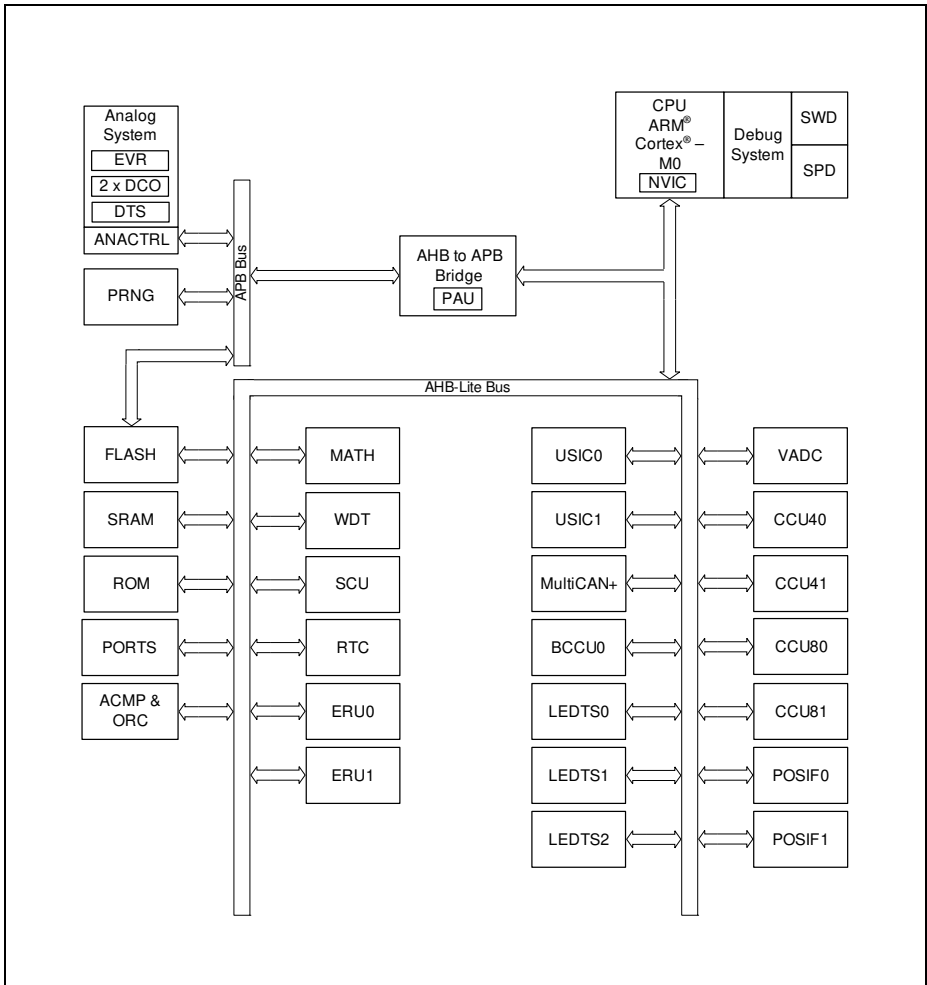 Analog
System
EVR
2 x DCO
DTS
ANACTRL
PRNG
APB Bus
AHB to APB
Bridge
PAU
CPU
ARM®
Cortex® –
M0
NVIC
Debug
System
SWD
SPD
AHB-Lite Bus
FLASH
SRAM
ROM
PORTS
ACMP &
ORC
MATH
WDT
SCU
RTC
ERU0
ERU1
USIC0
USIC1
MultiCAN+
BCCU0
LEDTS0
LEDTS1
LEDTS2
VADC
CCU40
CCU41
CCU80
CCU81
POSIF0
POSIF1